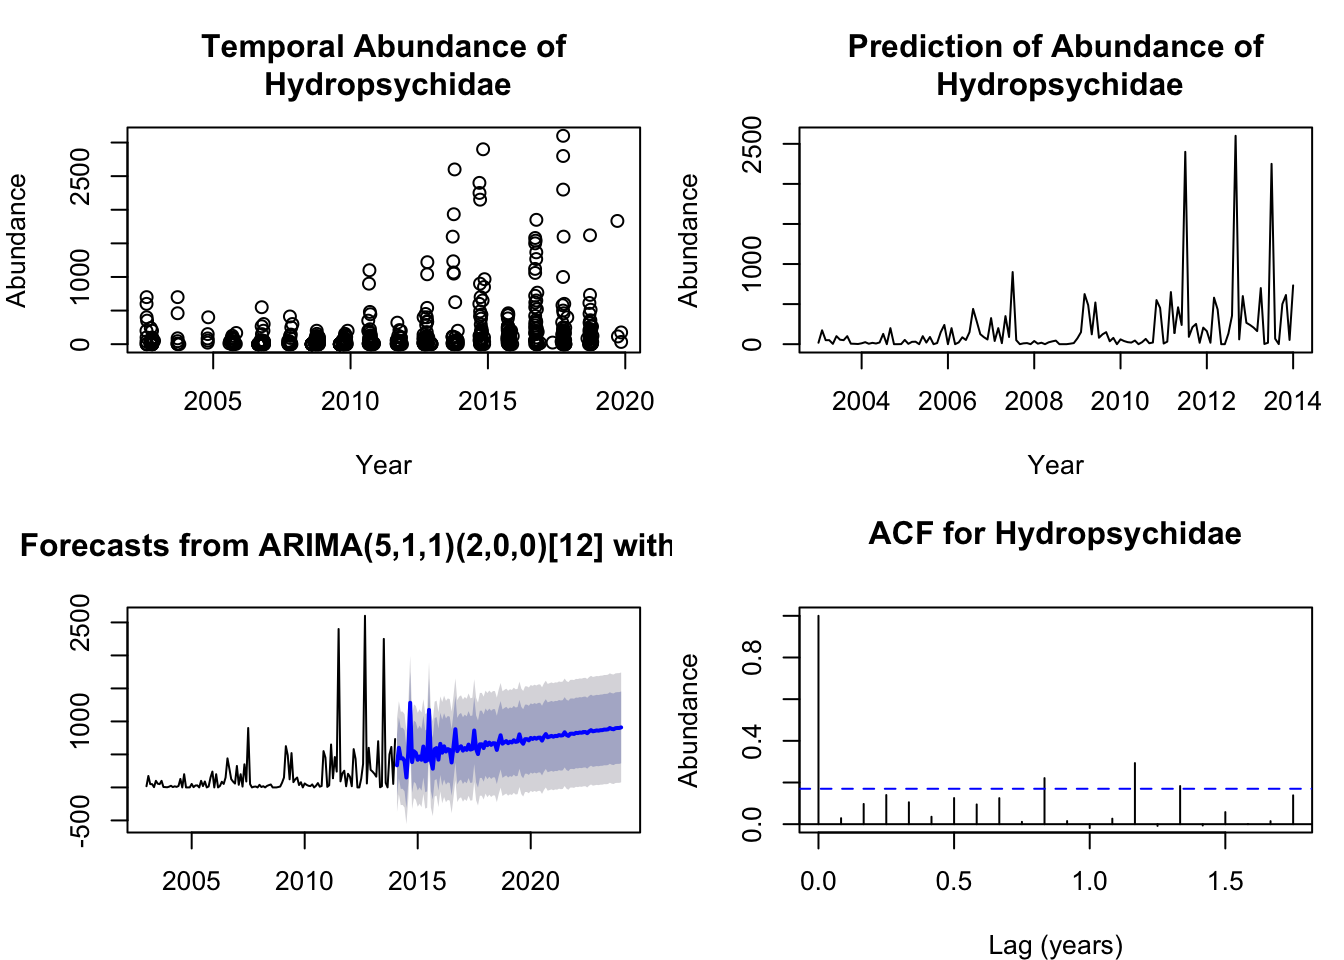 Temporal Abundance of
Hydropsychidae
Abundance
0
1000
2500
2005
2010
2015
2020
Year
Prediction of Abundance of
Hydropsychidae
Abundance
0
1000
2500
2004
2006
2008
2010
2012
2014
Year
Forecasts from ARIMA(5,1,1)(2,0,0)[12] with
-500
1000
2500
2005
2010
2015
2020
ACF for Hydropsychidae
Abundance
0.0
0.4
0.8
0.0
0.5
1.0
1.5
Lag (years)